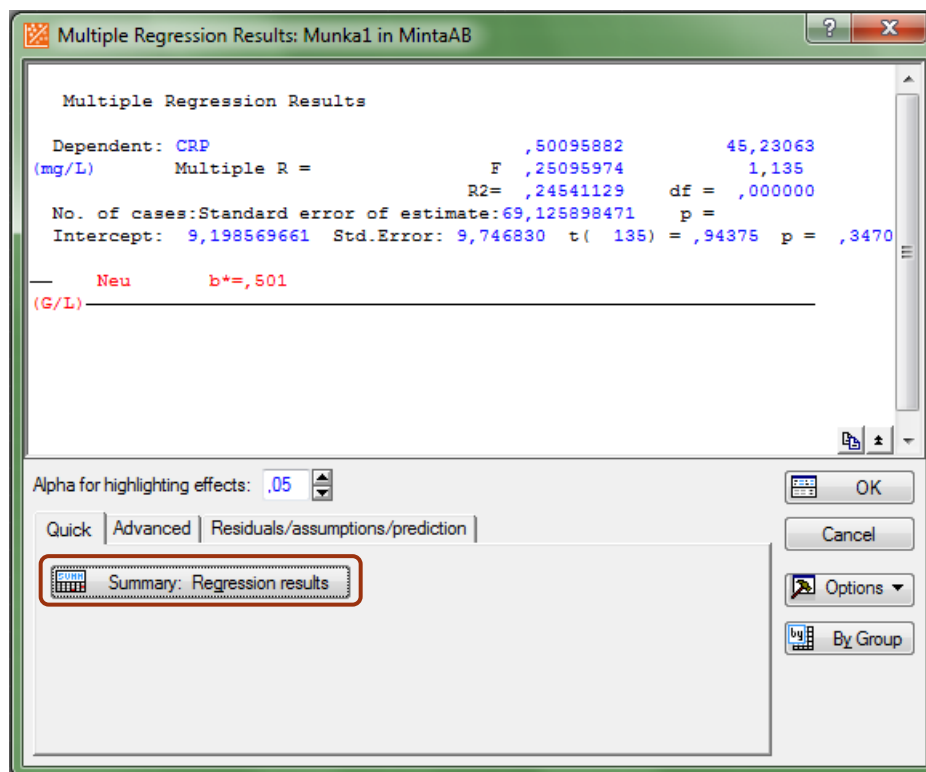 Multiple Regression Results: Munka1 in MintaAB
Multiple Regression Results
Dependent: CRP ,50095882 45,23063
(mg/L) Multiple R = F ,25095974 1,135
R2= ,24541129 df = ,000000
No. of cases:Standard error of estimate:69,125898471 p =
Intercept: 9,198569661 Std.Error: 9,746830 t( 135) = ,94375 p = ,3470
Neu b*=,501
(G/L)
Alpha for highlighting effects: ,05
OK
Quick Advanced Residuals/assumptions/prediction
Cancel
SUMM Summary: Regression results
Options
by By Group